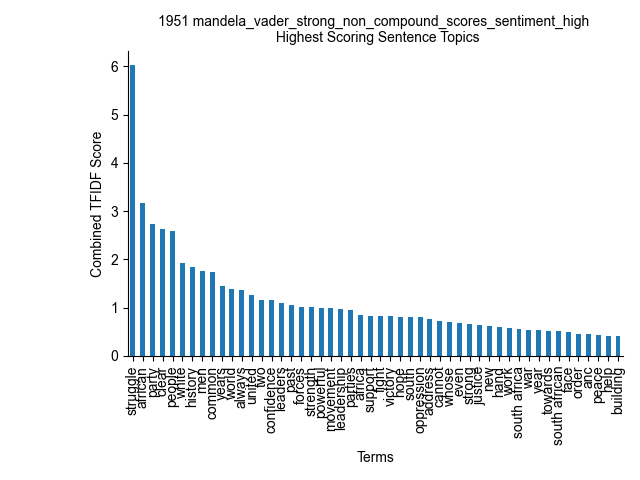 1951 mandela_vader_strong_non_compound_scores_sentiment_high
Highest Scoring Sentence Topics
Combined TFIDF Score
6
5
4
3
2
1
0
struggle
african
party
clear
people
white
history
men
common
years
world
always
united
two
confidence
leaders
past
forces
strength
powerful
movement
leadership
parties
africa
support
fight
victory
hope
south
oppression
address
cannot
whose
even
strong
justice
new
hand
work
south africa
war
year
towards
south african
face
order
anc
peace
help
building
Terms